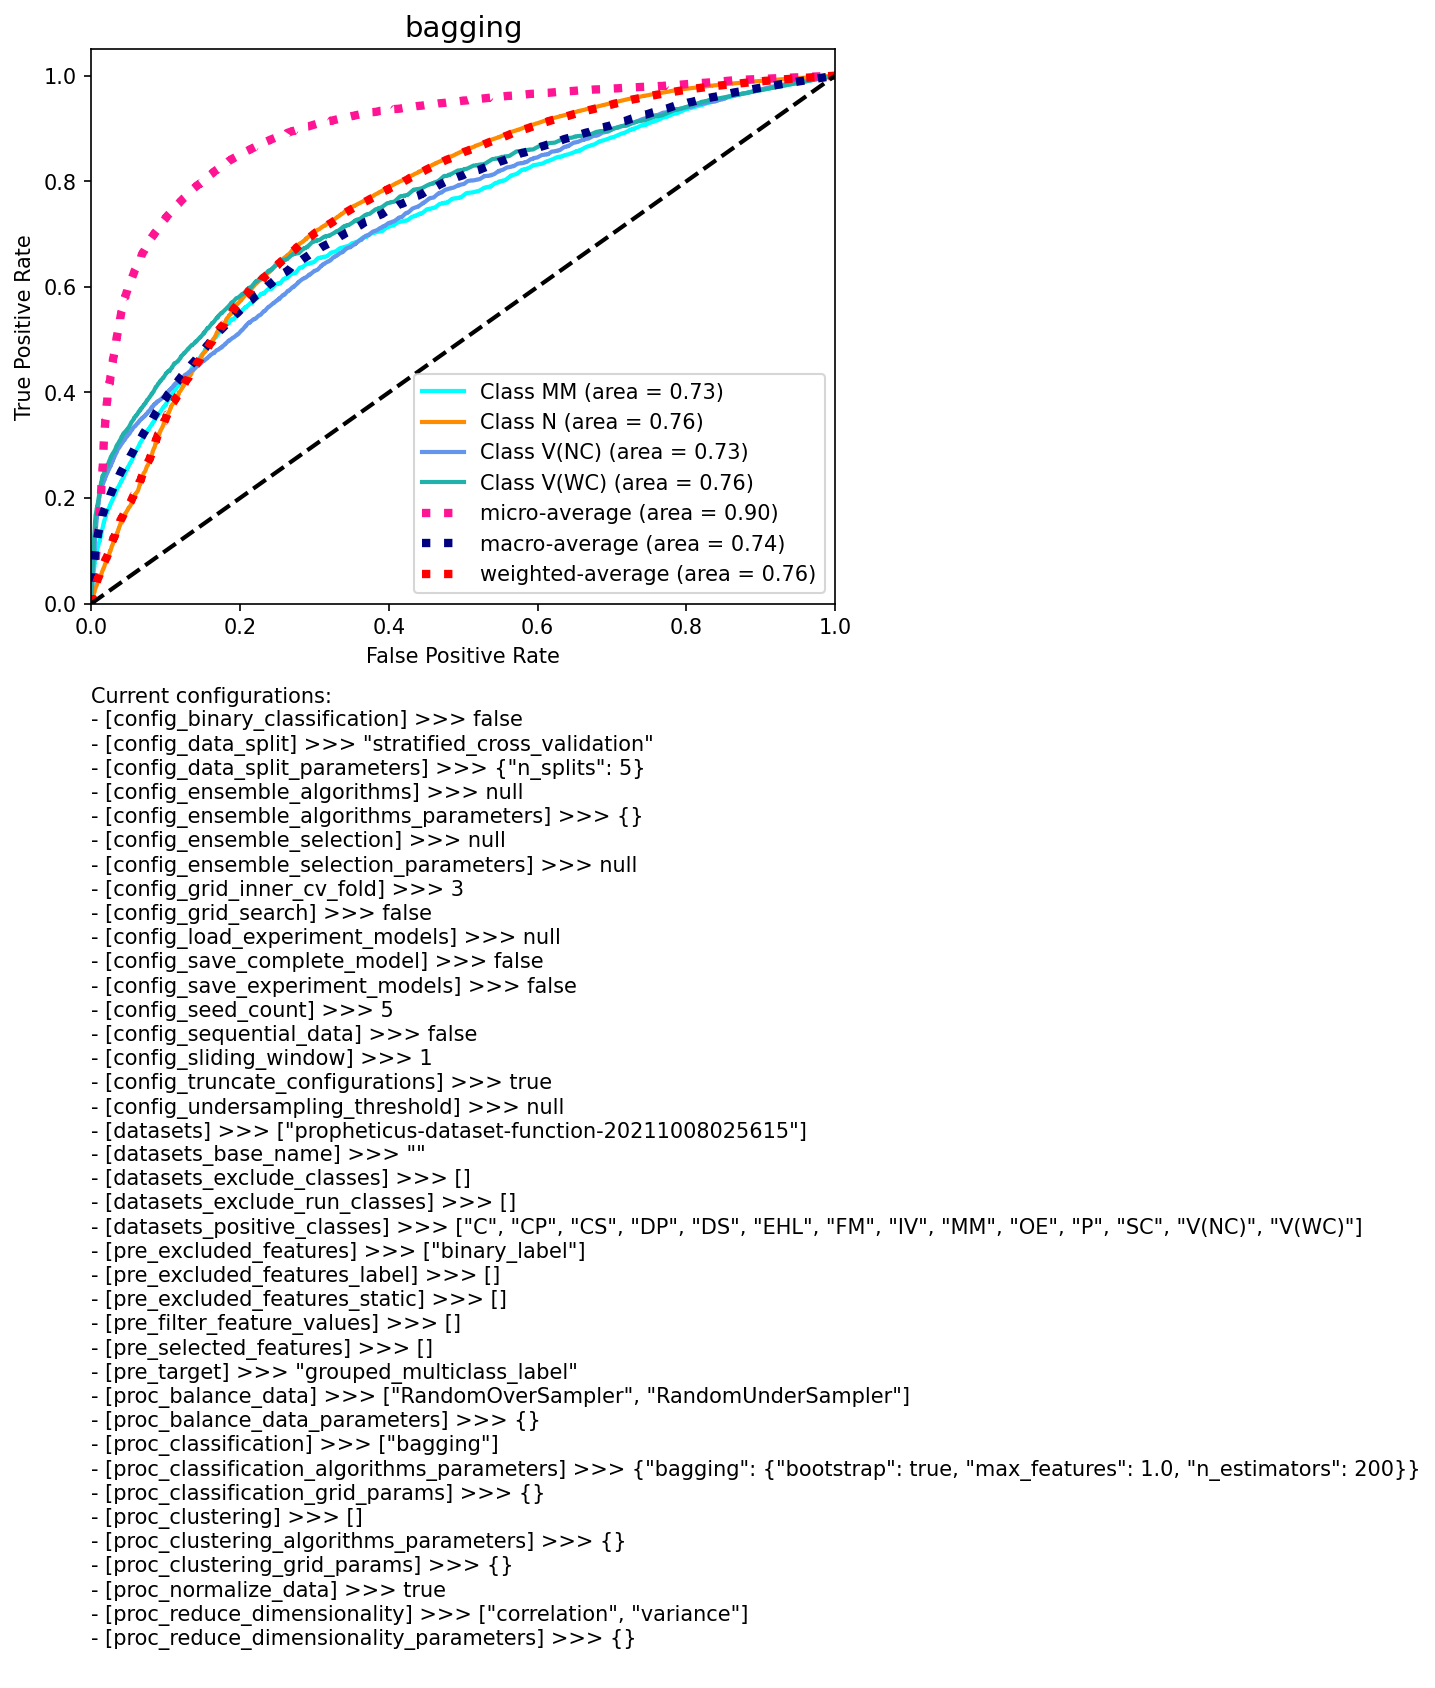 bagging
1.0
0.8
0.6
0.4
0.2
0.0
True Positive Rate
Class MM (area = 0.73)
Class N (area = 0.76)
Class V(NC) (area = 0.73)
Class V(WC) (area = 0.76)
micro-average (area = 0.90)
macro-average (area = 0.74)
weighted-average (area = 0.76)
0.0 0.2 0.4 0.6 0.8 1.0
False Positive Rate
Current configurations:
- [config_binary_classification] >>> false
- [config_data_split] >>> "stratified_cross_validation"
- [config_data_split_parameters] >>> {"n_splits": 5}
- [config_ensemble_algorithms] >>> null
- [config_ensemble_algorithms_parameters] >>> {}
- [config_ensemble_selection] >>> null
- [config_ensemble_selection_parameters] >>> null
- [config_grid_inner_cv_fold] >>> 3
- [config_grid_search] >>> false
- [config_load_experiment_models] >>> null
- [config_save_complete_model] >>> false
- [config_save_experiment_models] >>> false
- [config_seed_count] >>> 5
- [config_sequential_data] >>> false
- [config_sliding_window] >>> 1
- [config_truncate_configurations] >>> true
- [config_undersampling_threshold] >>> null
- [datasets] >>> ["propheticus-dataset-function-20211008025615"]
- [datasets_base_name] >>> ""
- [datasets_exclude_classes] >>> []
- [datasets_exclude_run_classes] >>> []
- [datasets_positive_classes] >>> ["C", "CP", "CS", "DP", "DS", "EHL", "FM", "IV", "MM", "OE", "P", "SC", "V(NC)", "V(WC)"]
- [pre_excluded_features] >>> ["binary_label"]
- [pre_excluded_features_label] >>> []
- [pre_excluded_features_static] >>> []
- [pre_filter_feature_values] >>> []
- [pre_selected_features] >>> []
- [pre_target] >>> "grouped_multiclass_label"
- [proc_balance_data] >>> ["RandomOverSampler", "RandomUnderSampler"]
- [proc_balance_data_parameters] >>> {}
- [proc_classification] >>> ["bagging"]
- [proc_classification_algorithms_parameters] >>> {"bagging": {"bootstrap": true, "max_features": 1.0, "n_estimators": 200}}
- [proc_classification_grid_params] >>> {}
- [proc_clustering] >>> []
- [proc_clustering_algorithms_parameters] >>> {}
- [proc_clustering_grid_params] >>> {}
- [proc_normalize_data] >>> true
- [proc_reduce_dimensionality] >>> ["correlation", "variance"]
- [proc_reduce_dimensionality_parameters] >>> {}